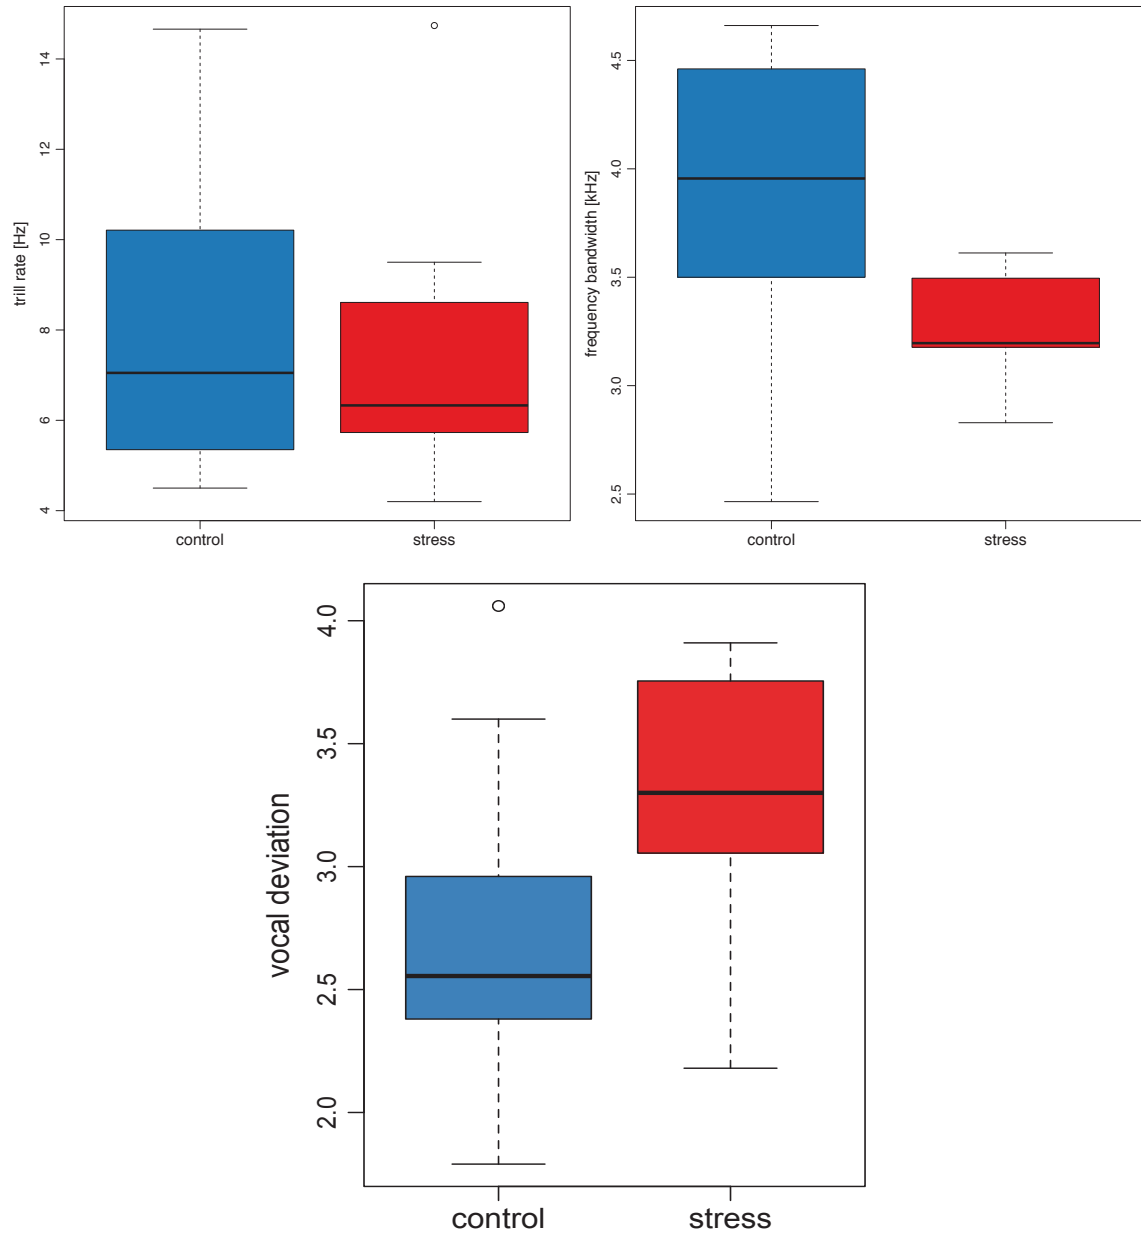 trill rate [Hz]
14
12
10
8
6
4
control stress
frequency bandwidth [kHz]
4.5
4.0
3.5
3.0
2.5
control stress
vocal deviation
4.0
3.5
3.0
2.5
2.0
control stress